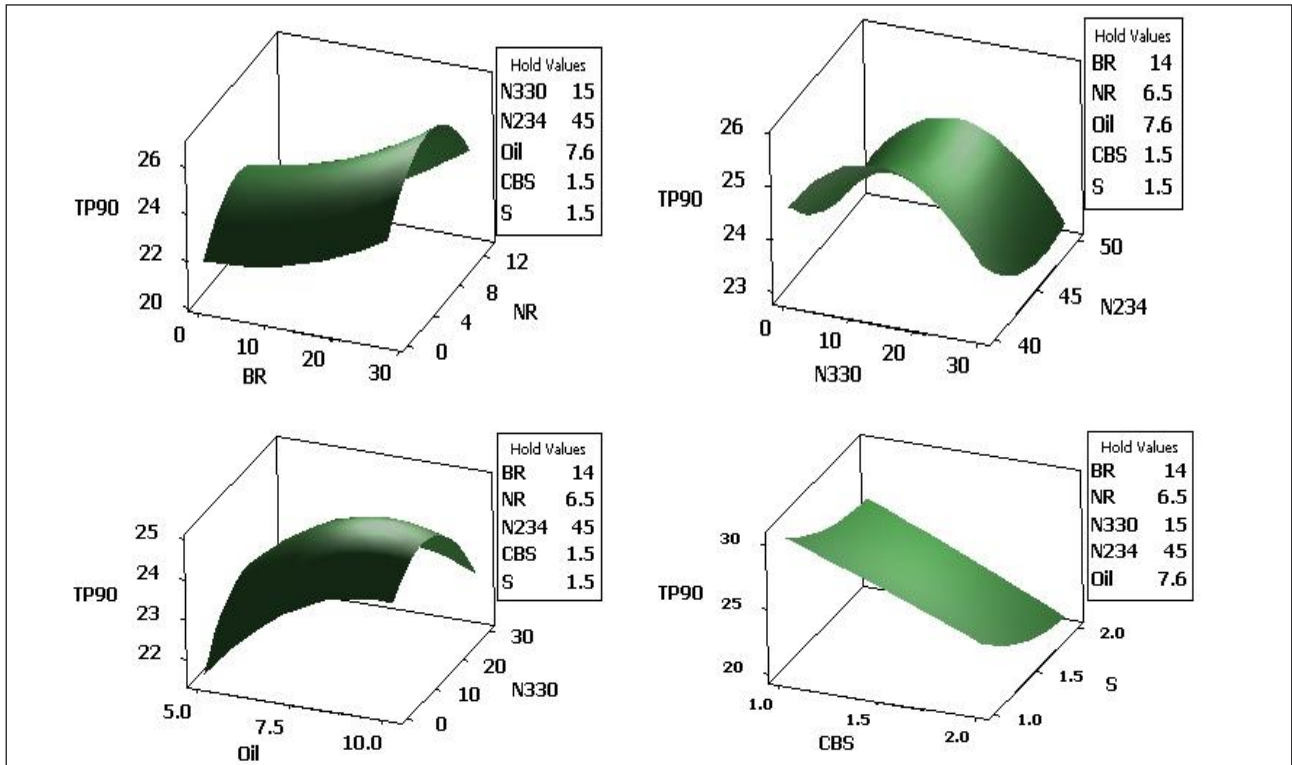 26
24
22
20
TP90
0
10
20
30
BR
0
4
8
12
NR
Hold Values
N330 15
N234 45
Oil 7.6
CBS 1.5
S 1.5
26
25
24
23
TP90
0
10
20
30
N330
40
45
50
N234
Hold Values
BR 14
NR 6.5
Oil 7.6
CBS 1.5
S 1.5
25
24
23
22
TP90
5.0
7.5
10.0
Oil
0
10
20
30
N330
Hold Values
BR 14
NR 6.5
N234 45
CBS 1.5
S 1.5
30
25
20
TP90
1.0
1.5
2.0
CBS
1.0
1.5
2.0
S
Hold Values
BR 14
NR 6.5
N330 15
N234 45
Oil 7.6